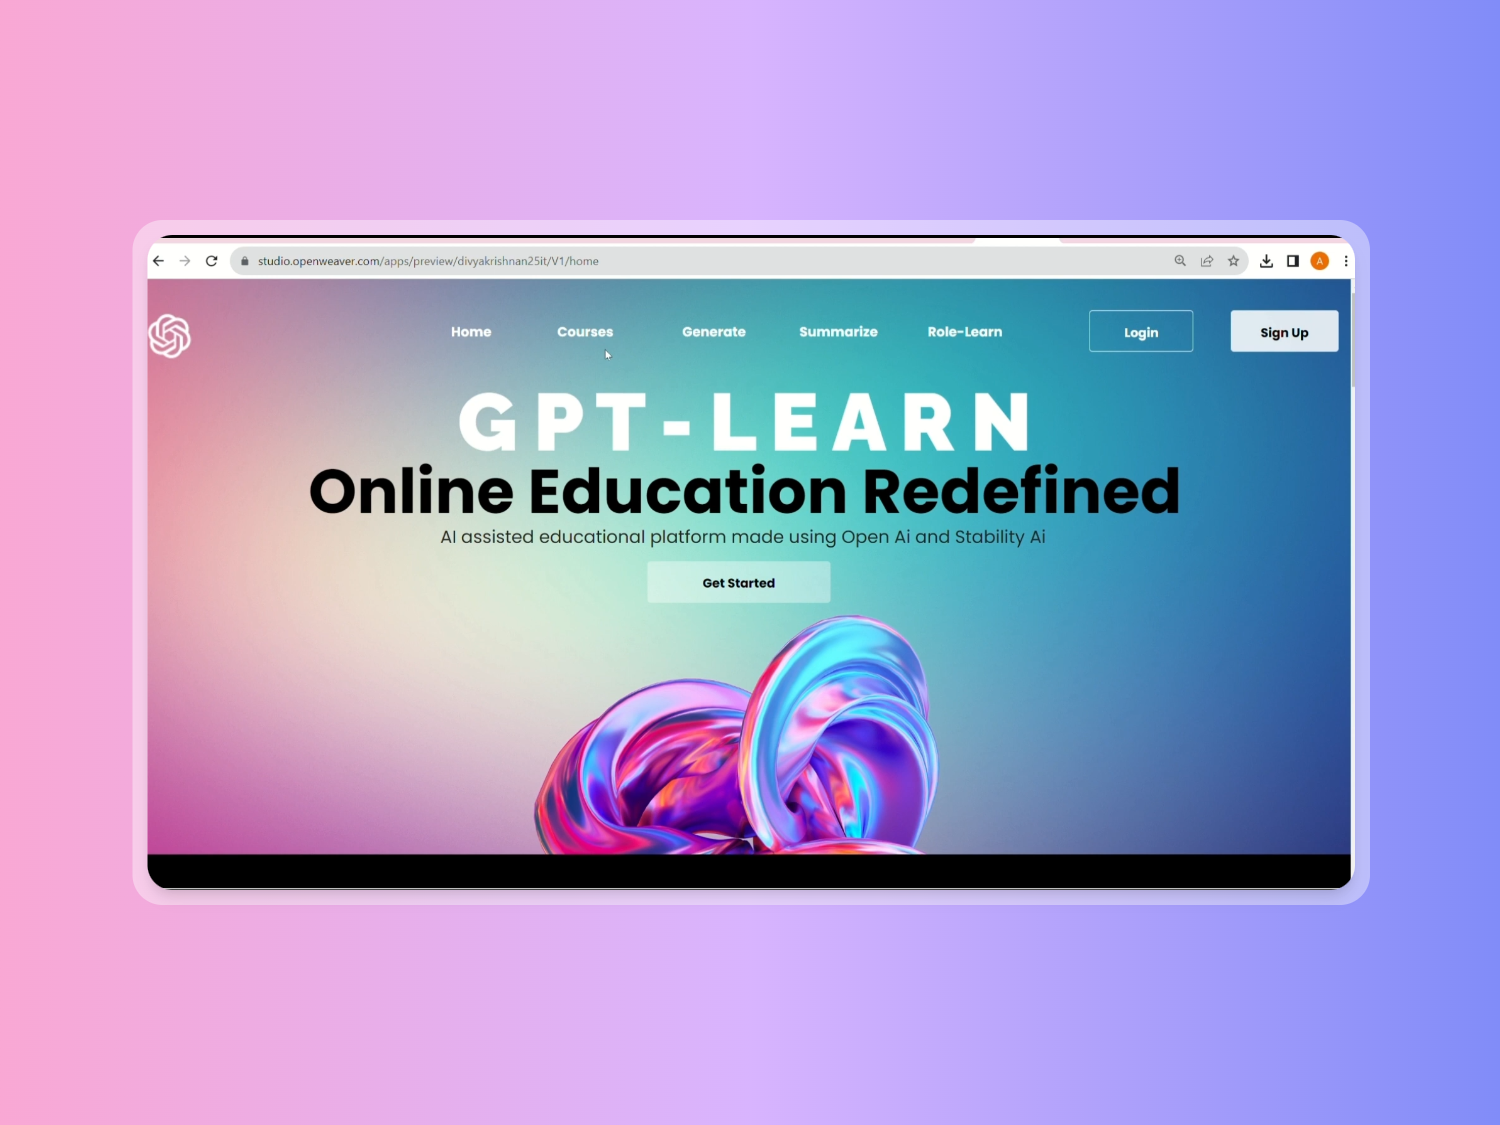 studio.openweaver.com/apps/preview/divyakrishnan25it/V1/home
A
Home Courses Generate Summarize Role-Learn Login Sign Up
GPT-LEARN
Online Education Redefined
AI assisted educational platform made using Open Ai and Stability Ai
Get Started